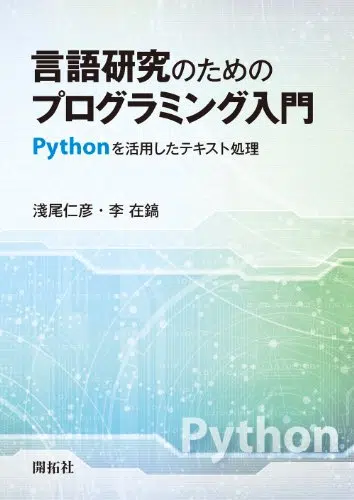 言語研究のための
プログラミング入門
Pythonを活用したテキスト処理
淺尾仁彦・李 在鎬
Python
開拓社